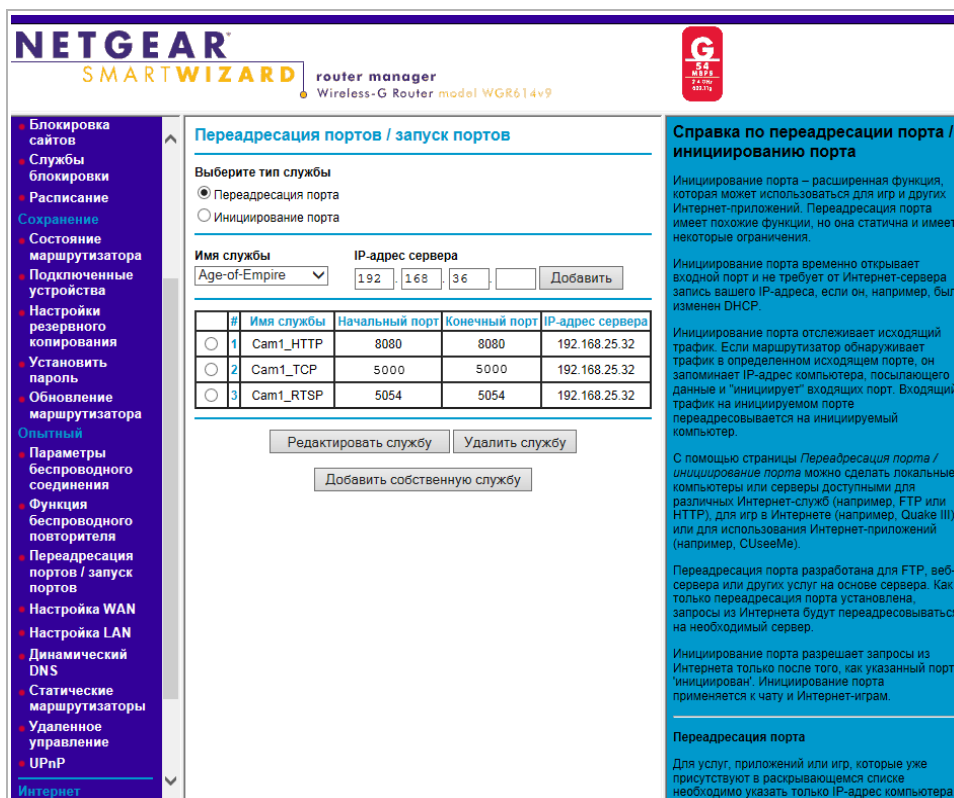 NETGEAR
SMARTWIZARD router manager
Wireless-G Router model WGR614v9
G
54
MBPS
2.4 GHz
Блокировка
сайтов
Службы
блокировки
Расписание
Сохранение
Состояние
маршрутизатора
Подключенные
устройства
Настройки
резервного
копирования
Установить
пароль
Обновление
маршрутизатора
Опытный
Параметры
беспроводного
соединения
Функция
беспроводного
повторителя
Переадресация
портов / запуск
портов
Настройка WAN
Настройка LAN
Динамический
DNS
Статические
маршрутизаторы
Удаленное
управление
UPnP
Интернет
Переадресация портов / запуск портов
Выберите тип службы
Переадресация порта
Инициирование порта
Имя службы IP-адрес сервера
Age-of-Empire 192 . 168 . 36 . Добавить
# Имя службы Начальный порт Конечный порт IP-адрес сервера
1 Cam1_HTTP 8080 8080 192.168.25.32
2 Cam1_TCP 5000 5000 192.168.25.32
3 Cam1_RTSP 5054 5054 192.168.25.32
Редактировать службу Удалить службу
Добавить собственную службу
Справка по переадресации порта /
инициированию порта
Инициирование порта – расширенная функция,
которая может использоваться для игр и других
Интернет-приложений. Переадресация порта
имеет похожие функции, но она статична и имеет
некоторые ограничения.
Инициирование порта временно открывает
входной порт и не требует от Интернет-сервера
запись вашего IP-адреса, если он, например, был
изменен DHCP.
Инициирование порта отслеживает исходящий
трафик. Если маршрутизатор обнаруживает
трафик в определенном исходящем порте, он
запоминает IP-адрес компьютера, посылающего
данные и "инициирует" входящих порт. Входящий
трафик на инициируемом порте
переадресовывается на инициируемый
компьютер.
С помощью страницы Переадресация порта /
инициирование порта можно сделать локальные
компьютеры или серверы доступными для
различных Интернет-служб (например, FTP или
HTTP), для игр в Интернете (например, Quake III)
или для использования Интернет-приложений
(например, CUseeMe).
Переадресация порта разработана для FTP, веб-
сервера или других услуг на основе сервера. Как
только переадресация порта установлена,
запросы из Интернета будут переадресовываться
на необходимый сервер.
Инициирование порта разрешает запросы из
Интернета только после того, как указанный порт
'инициирован'. Инициирование порта
применяется к чату и Интернет-играм.
Переадресация порта
Для услуг, приложений или игр, которые уже
присутствуют в раскрывающемся списке
необходимо указать только IP-адрес компьютера